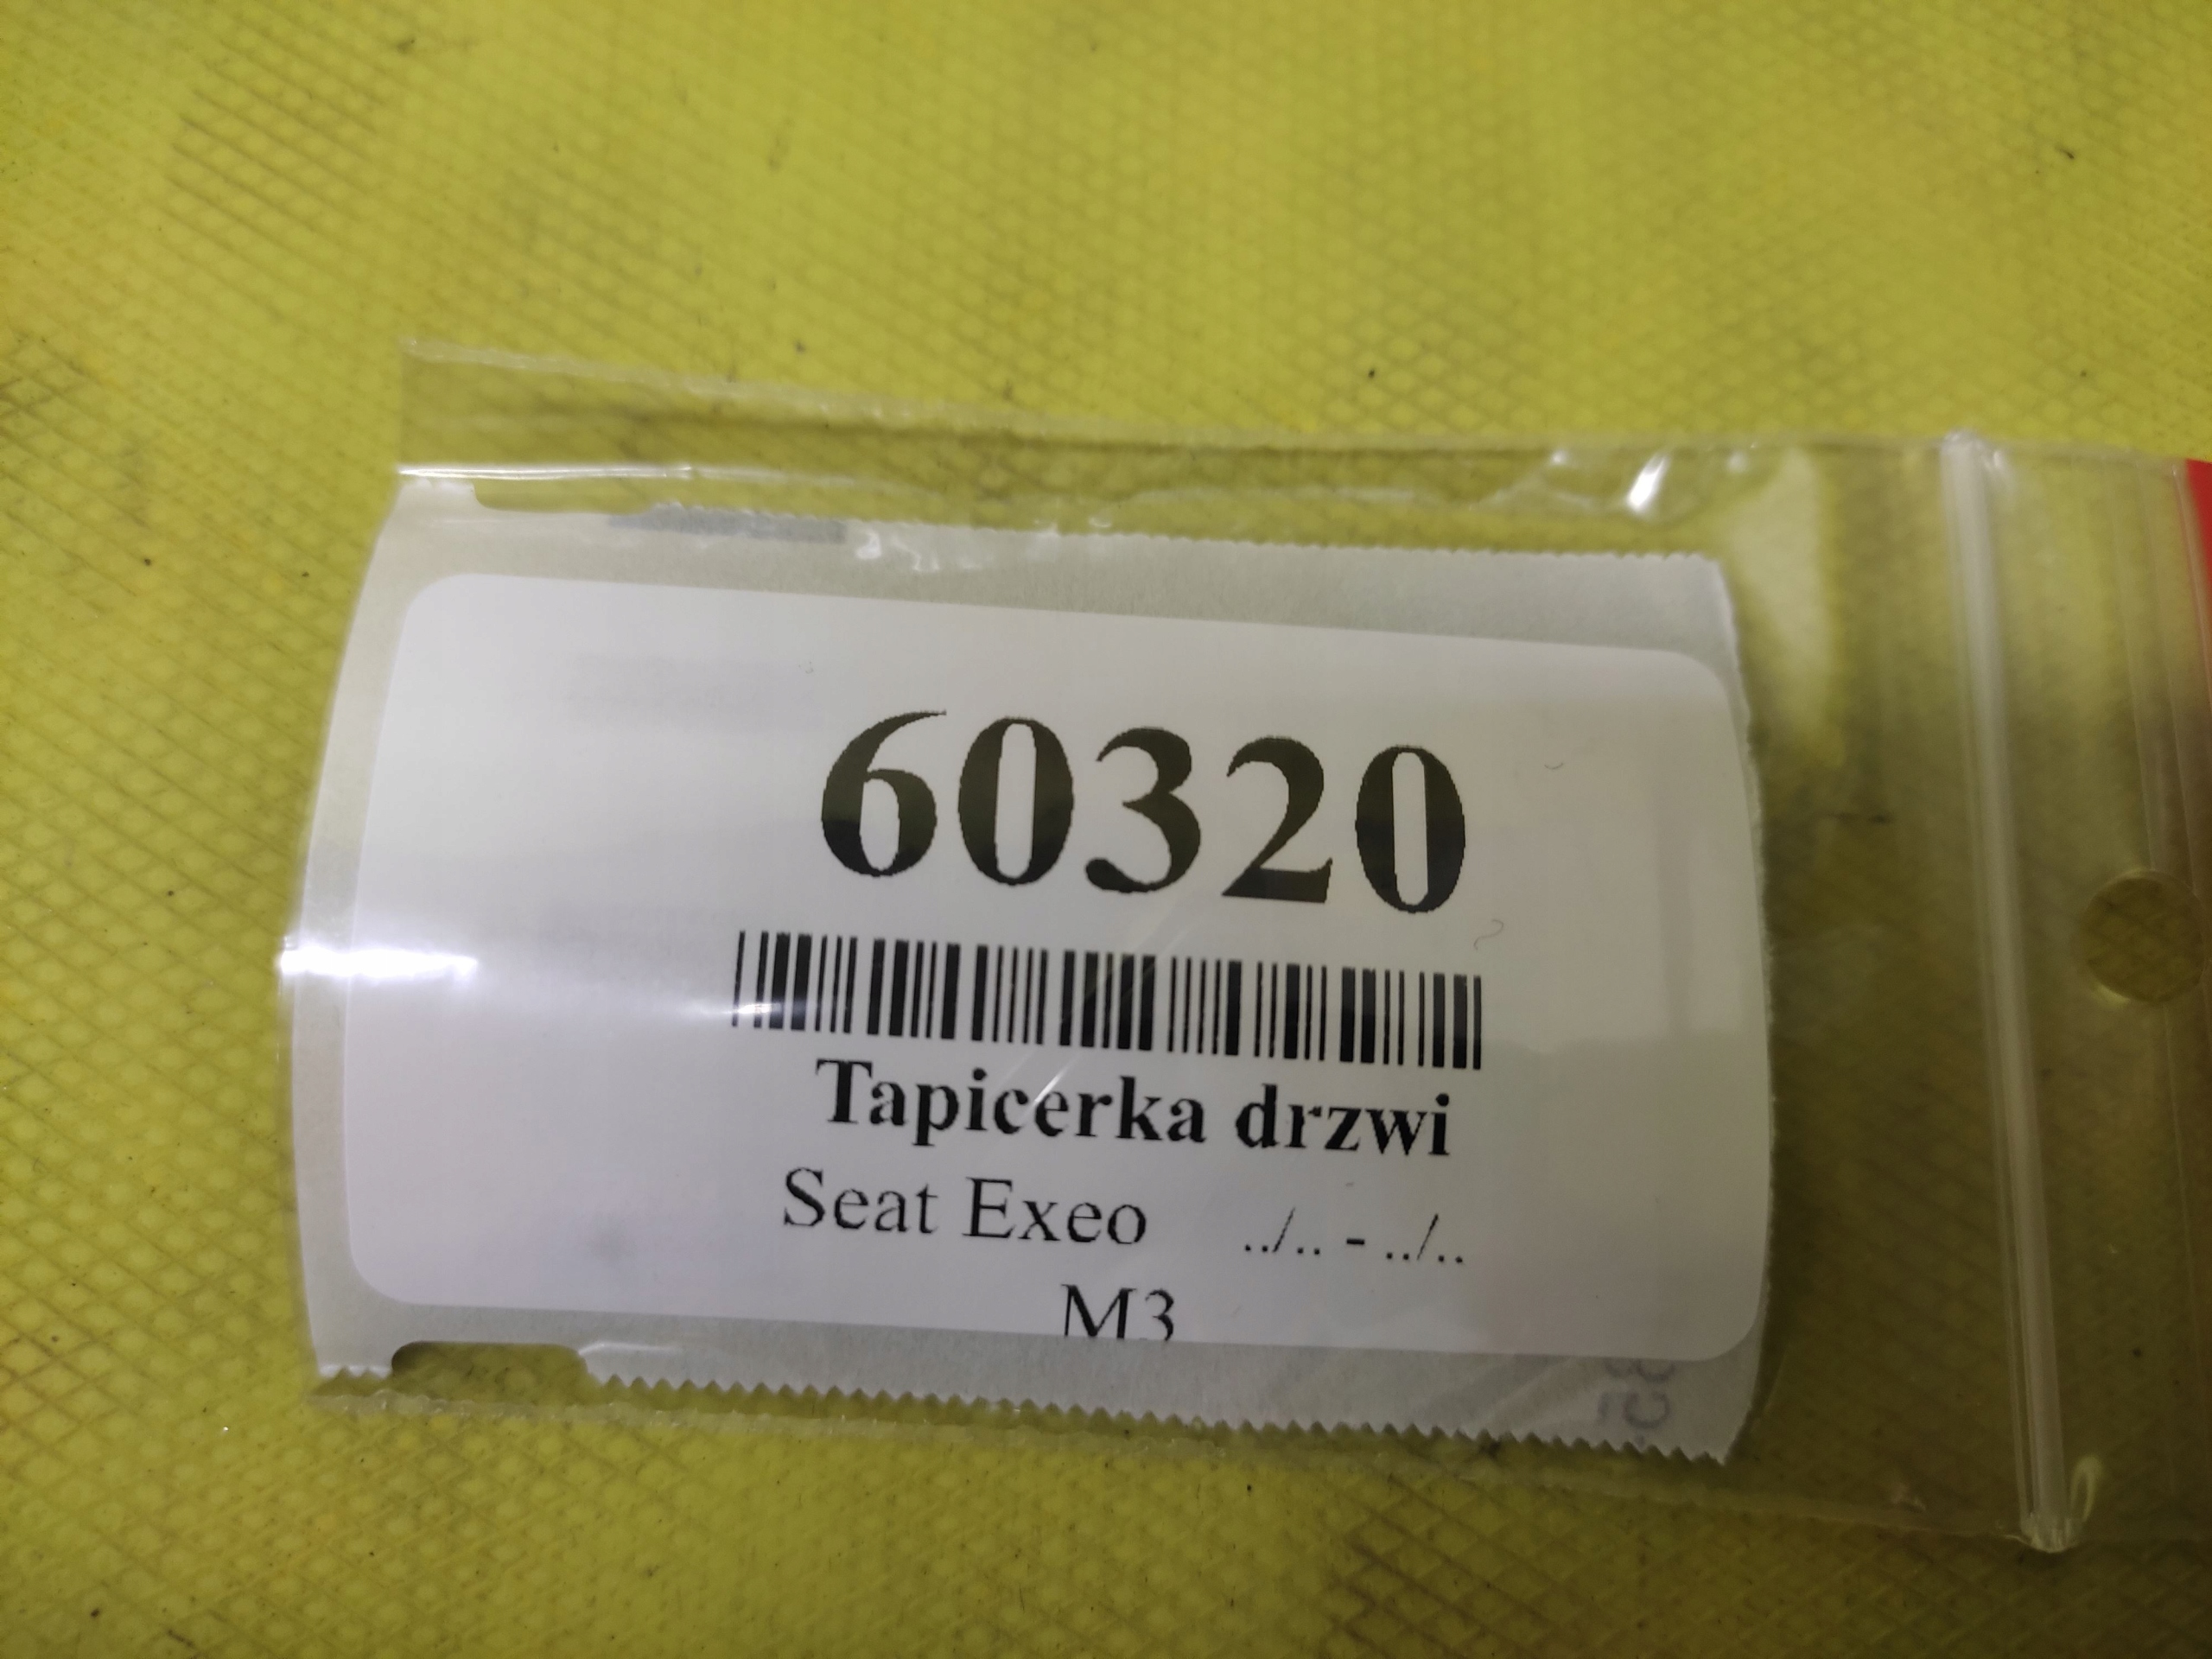 60320
Tapicerka drzwi
Seat Exeo ../.. - ../..
M3